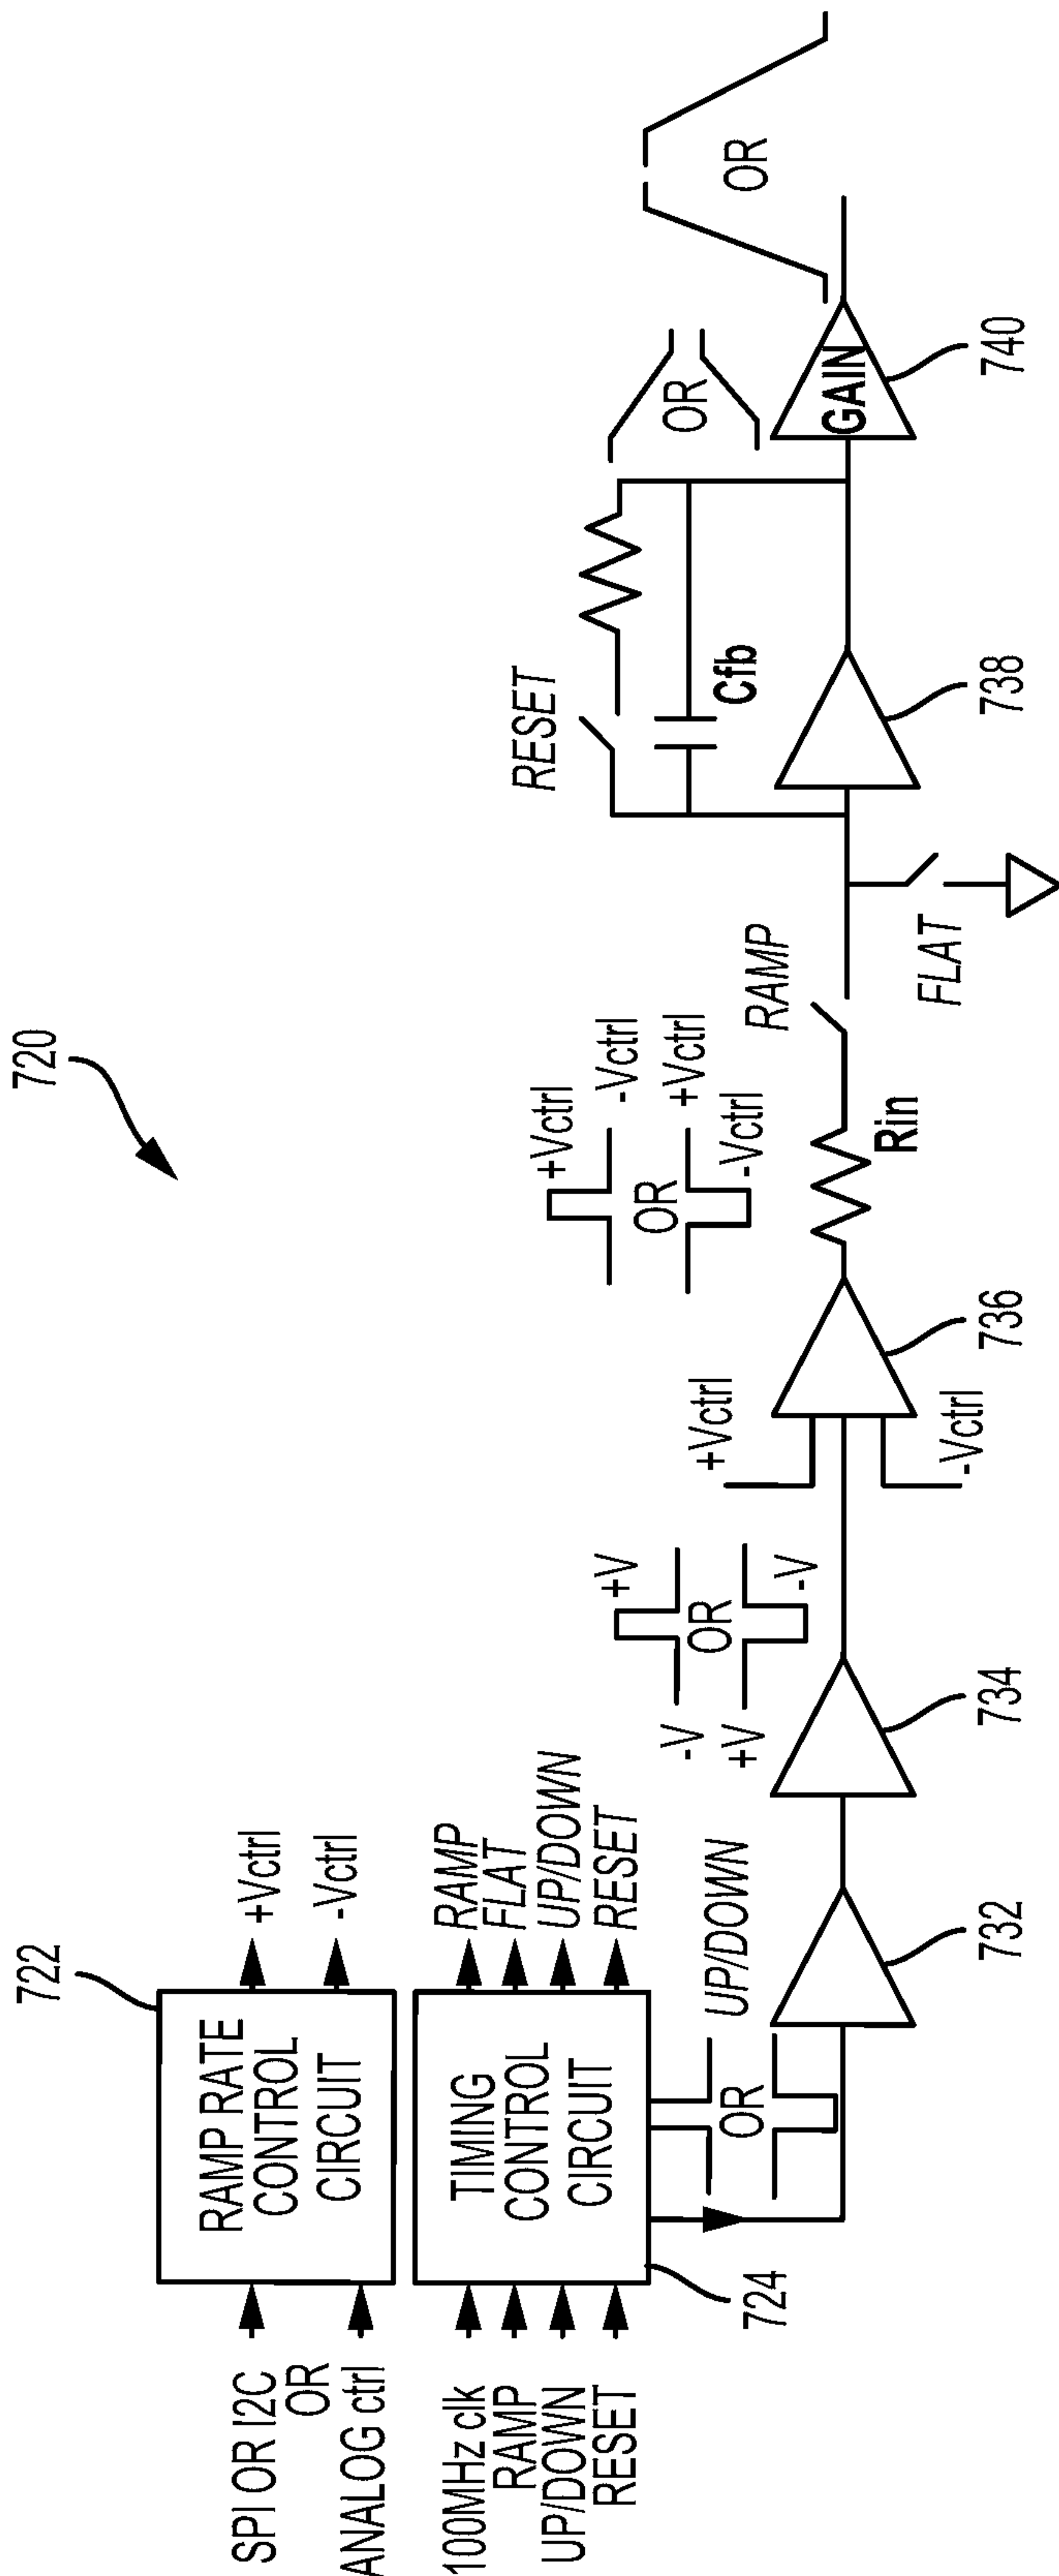 720
722
SPI OR I2C
OR
ANALOG ctrl
RAMP RATE
CONTROL
CIRCUIT
+Vctrl
-Vctrl
100MHz clk
RAMP
UP/DOWN
RESET
TIMING
CONTROL
CIRCUIT
RAMP
FLAT
UP/DOWN
RESET
724
OR
UP/DOWN
732
-V
+V
+V
OR
-V
734
+Vctrl
-Vctrl
736
+Vctrl
-Vctrl
OR
+Vctrl
-Vctrl
Rin
RAMP
FLAT
RESET
Cfb
738
OR
GAIN
740
OR